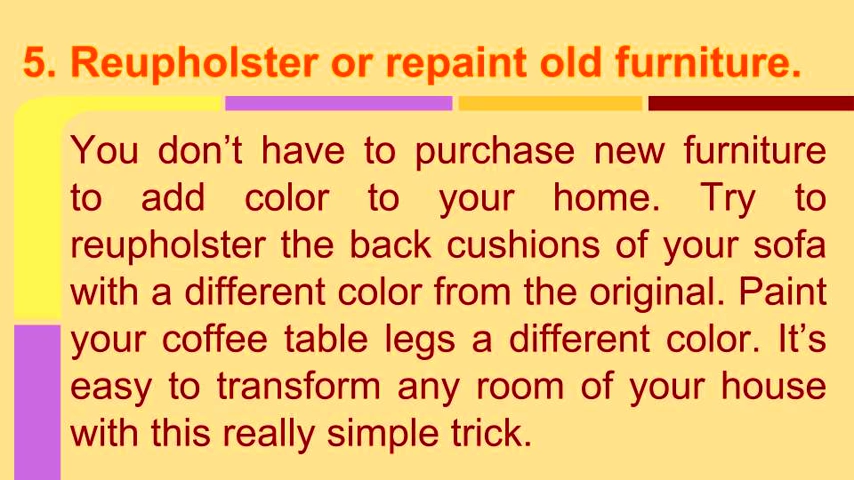 5. Reupholster or repaint old furniture.
You don’t have to purchase new furniture
to add color to your home. Try to
reupholster the back cushions of your sofa
with a different color from the original. Paint
your coffee table legs a different color. It’s
easy to transform any room of your house
with this really simple trick.